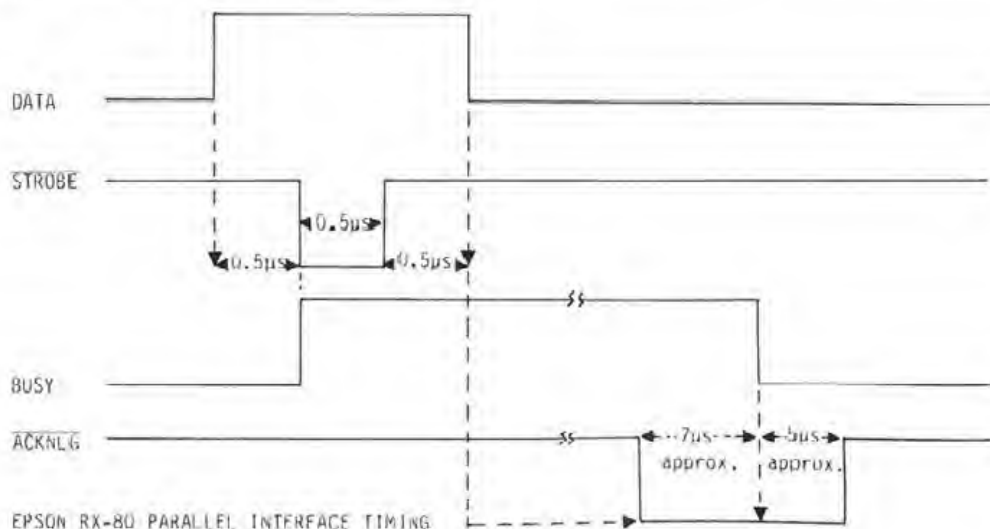 DATA
STROBE
0.5µs
0.5µs
0.5µs
BUSY
ACKNLG
7µs
5µs
approx.
approx.
EPSON RX-80 PARALLEL INTERFACE TIMING